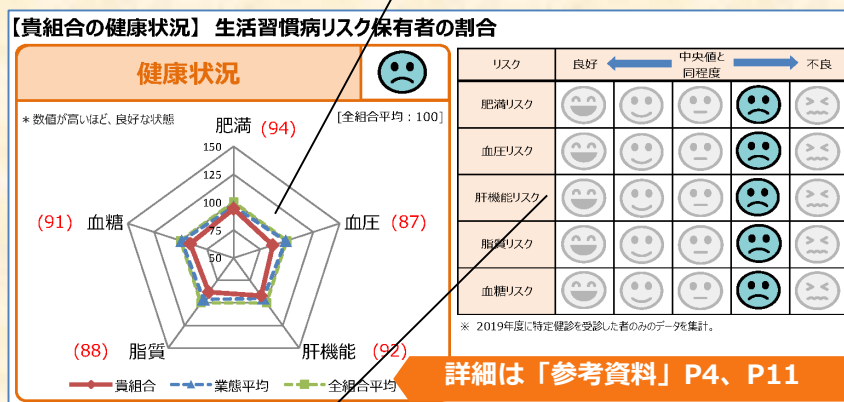 【貴組合の健康状況】 生活習慣病リスク保有者の割合
健康状況
＊数値が高いほど、良好な状態
[全組合平均：100]
肥満 (94)
150
125
100
75
50
(91) 血糖
血圧 (87)
(88) 脂質
肝機能 (92)
貴組合 業態平均 全組合平均
リスク 良好 中央値と同程度 不良
肥満リスク
血圧リスク
肝機能リスク
脂質リスク
血糖リスク
※ 2019年度に特定健診を受診した者のみのデータを集計。
詳細は「参考資料」P4、P11